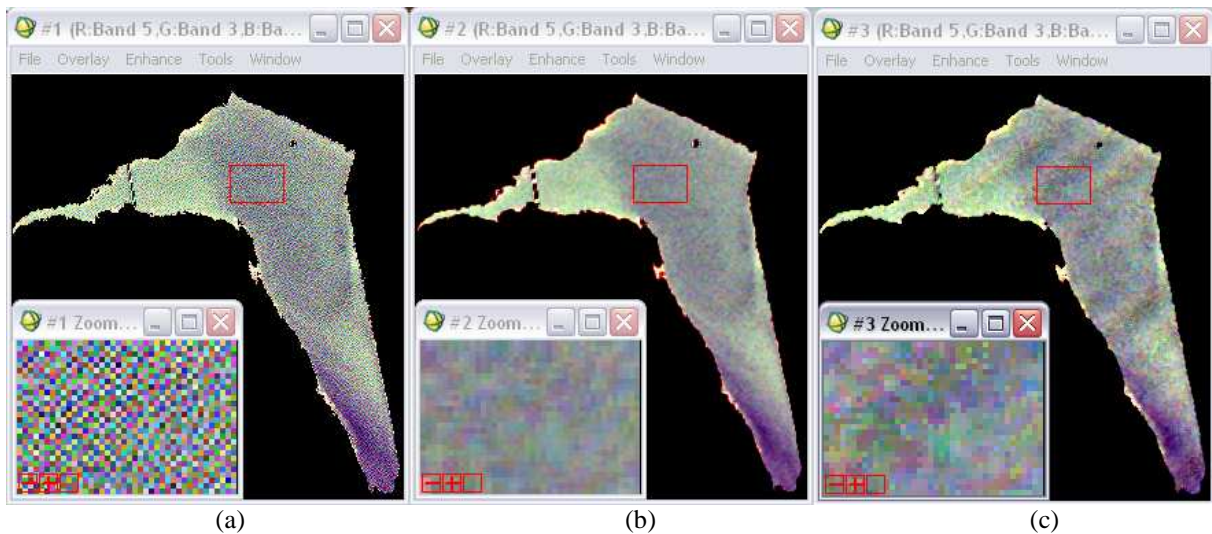 #1 (R:Band 5,G:Band 3,B:Ba...
File Overlay Enhance Tools Window
#1 Zoom...
(a)
#2 (R:Band 5,G:Band 3,B:Ba...
File Overlay Enhance Tools Window
#2 Zoom...
(b)
#3 (R:Band 5,G:Band 3,B:Ba...
File Overlay Enhance Tools Window
#3 Zoom...
(c)